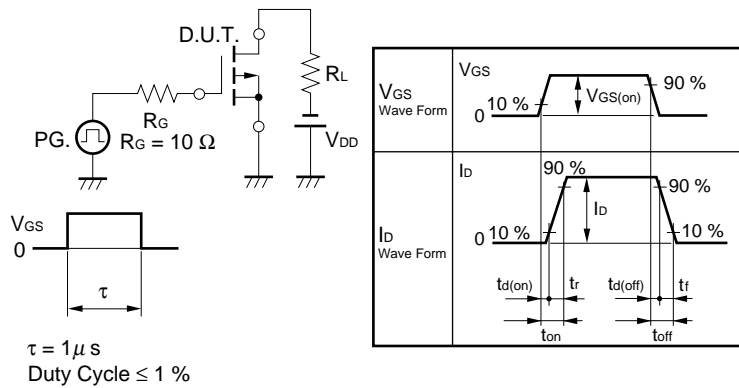 D.U.T.
RL
RG
PG.
RG = 10 Ω
VDD
VGS
0
τ
τ = 1μ s
Duty Cycle ≤ 1 %
VGS
Wave Form
VGS
10 %
0
VGS(on)
90 %
ID
Wave Form
ID
90 %
90 %
ID
0
10 %
10 %
td(on)
tr
td(off)
tf
ton
toff